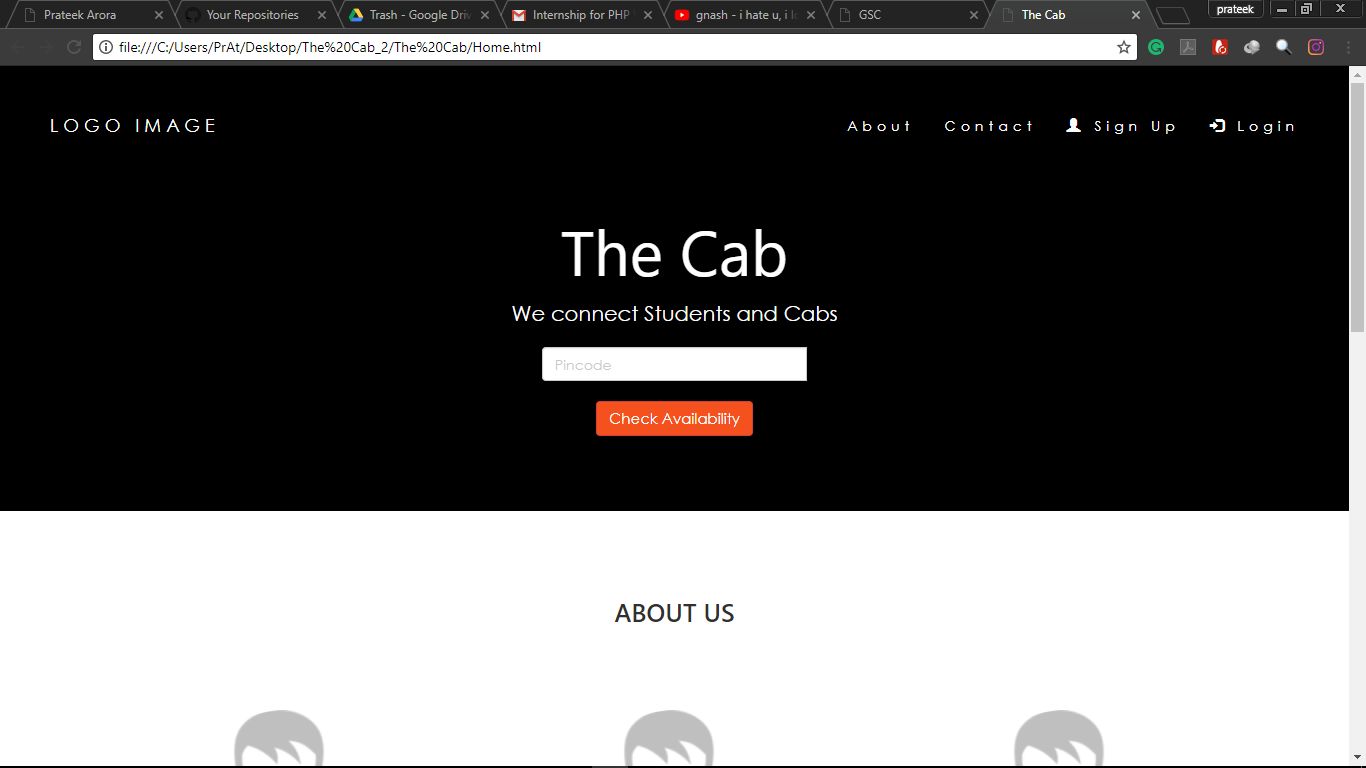 Prateek Arora
Your Repositories
Trash - Google Driv
Internship for PHP
gnash - i hate u, i lo
GSC
The Cab
prateek
file:///C:/Users/PrAt/Desktop/The%20Cab_2/The%20Cab/Home.html
LOGO IMAGE
About
Contact
Sign Up
Login
The Cab
We connect Students and Cabs
Pincode
Check Availability
ABOUT US